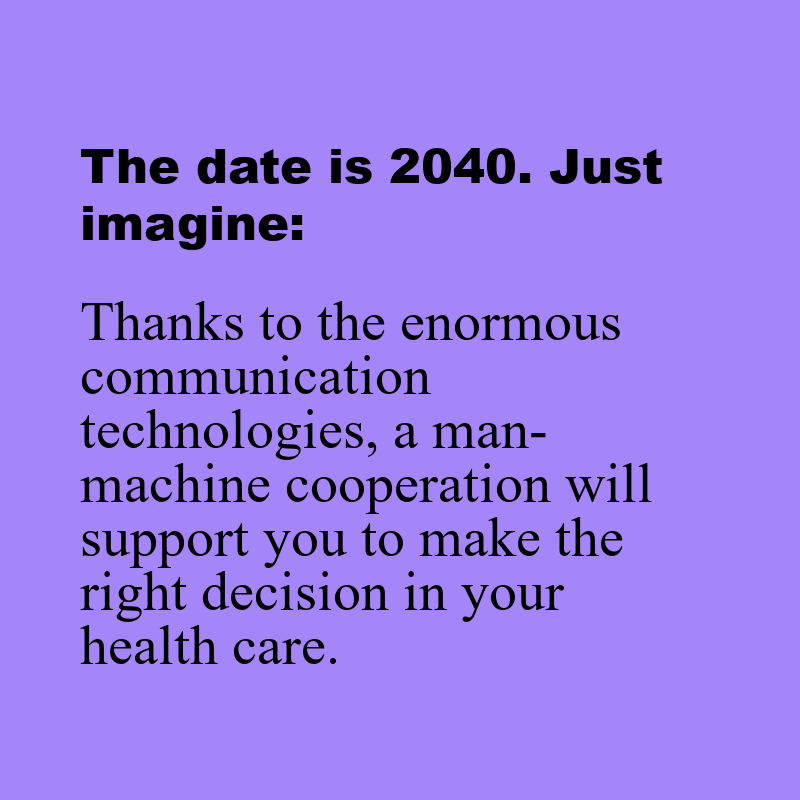 The date is 2040. Just
imagine:
Thanks to the enormous
communication
technologies, a man-
machine cooperation will
support you to make the
right decision in your
health care.